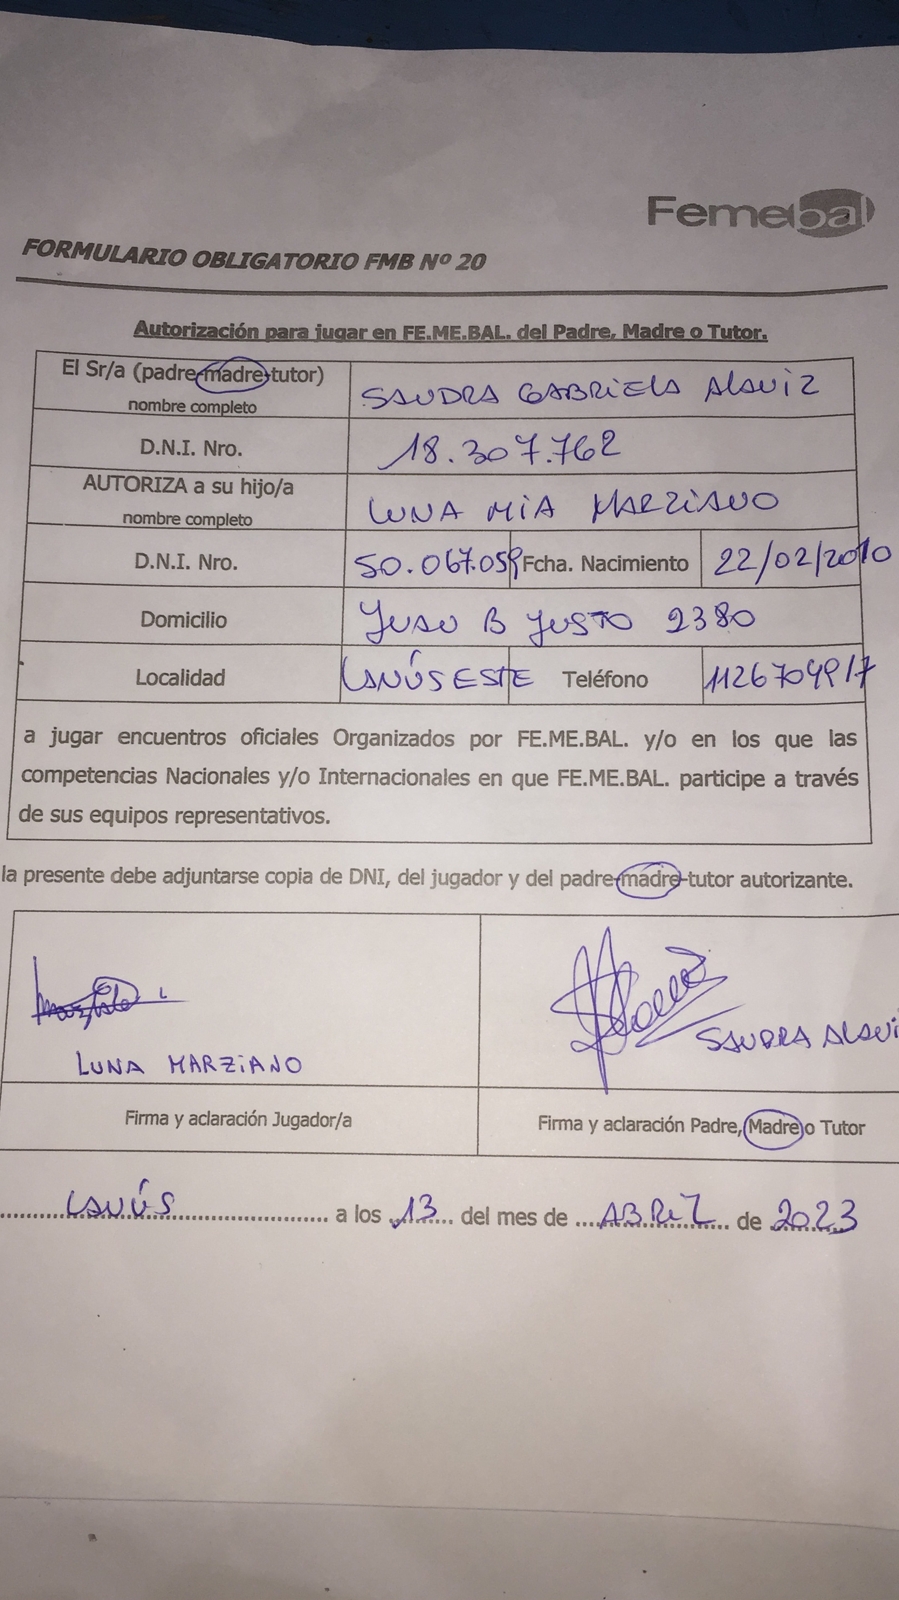 Femebal
FORMULARIO OBLIGATORIO FMB Nº 20
Autorización para jugar en FE.ME.BAL. del Padre, Madre o Tutor.
El Sr/a (padre-madre-tutor)
nombre completo
SANDRA GABRIELA ALANIZ
D.N.I. Nro. 18.307.762
AUTORIZA a su hijo/a
nombre completo
LUNA MIA MARZIANO
D.N.I. Nro. 50.067.059 Fcha. Nacimiento 22/02/2010
Domicilio JUAN B JUSTO 2380
Localidad LANÚS ESTE Teléfono 1126704917
a jugar encuentros oficiales Organizados por FE.ME.BAL. y/o en los que las
competencias Nacionales y/o Internacionales en que FE.ME.BAL. participe a través
de sus equipos representativos.
la presente debe adjuntarse copia de DNI, del jugador y del padre-madre-tutor autorizante.
LUNA MARZIANO
SANDRA ALANI
Firma y aclaración Jugador/a
Firma y aclaración Padre, Madre o Tutor
LANÚS a los 13 del mes de ABRIL de 2023